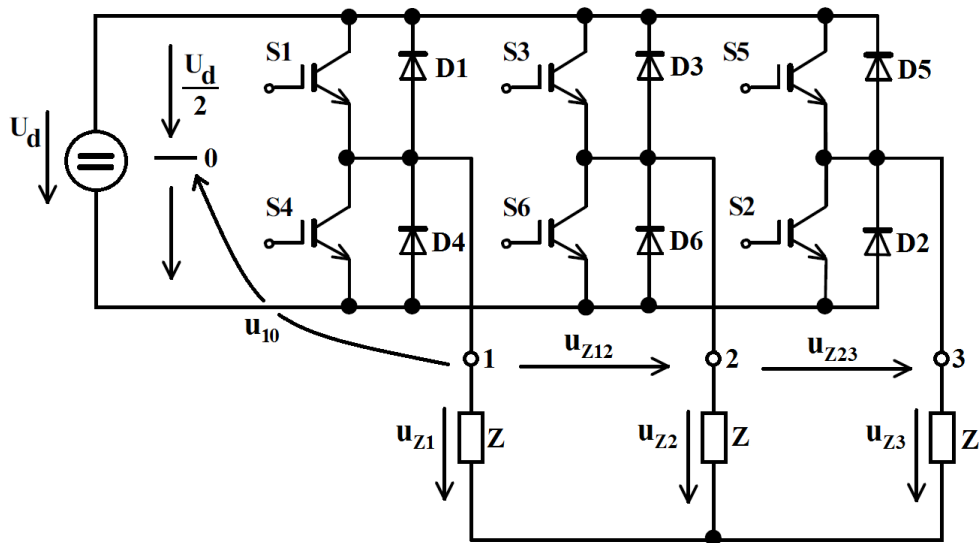 S1
D1
S3
D3
S5
D5
U_d
U_d
2
0
S4
D4
S6
D6
S2
D2
u_10
1
u_Z12
2
u_Z23
3
u_Z1
Z
u_Z2
Z
u_Z3
Z